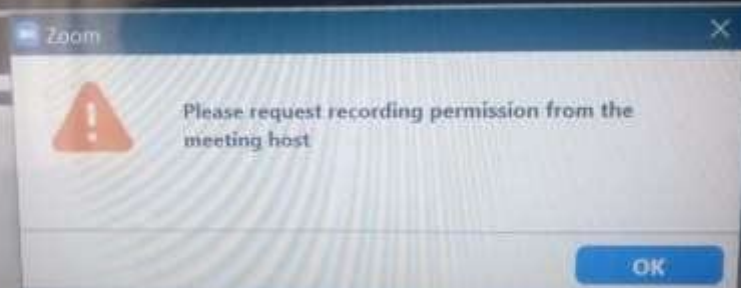 Zoom
Please request recording permission from the
meeting host
OK